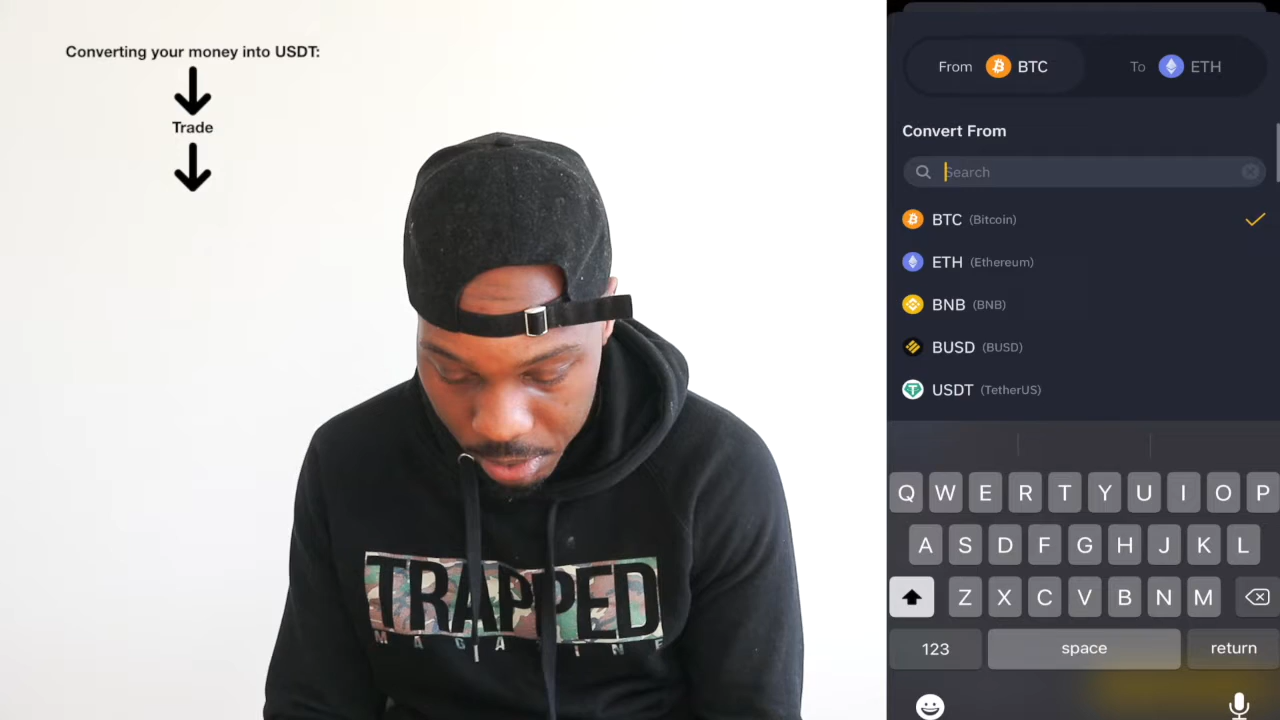 Converting your money into USDT:
Trade
TRAPPED
From BTC To ETH
Convert From
Search
BTC (Bitcoin)
ETH (Ethereum)
BNB (BNB)
BUSD (BUSD)
USDT (TetherUS)
Q W E R T Y U I O P
A S D F G H J K L
Z X C V B N M
123 space return